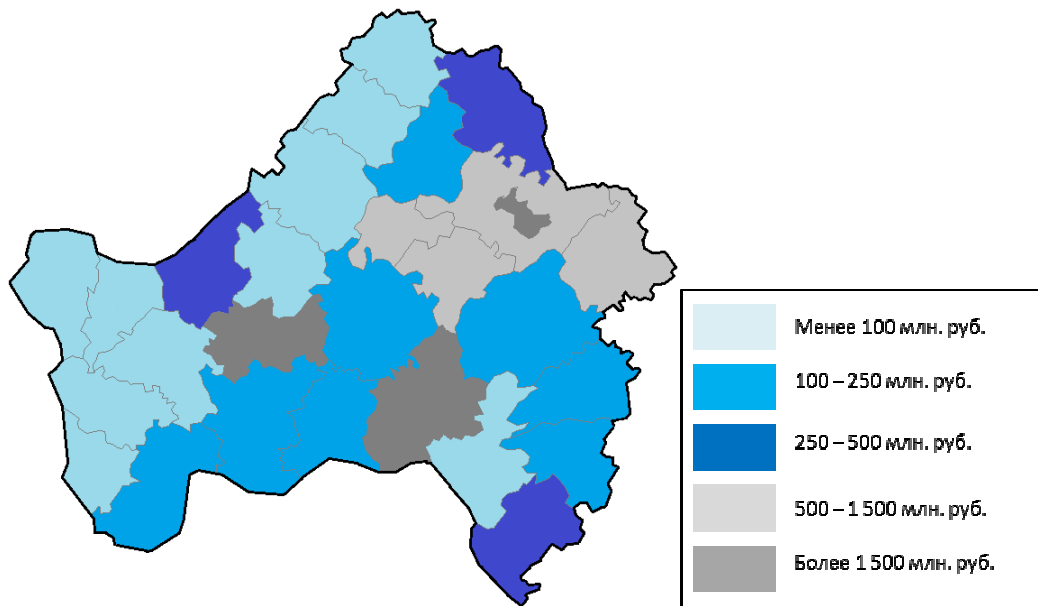 Менее 100 млн. руб.
100 – 250 млн. руб.
250 – 500 млн. руб.
500 – 1 500 млн. руб.
Более 1 500 млн. руб.